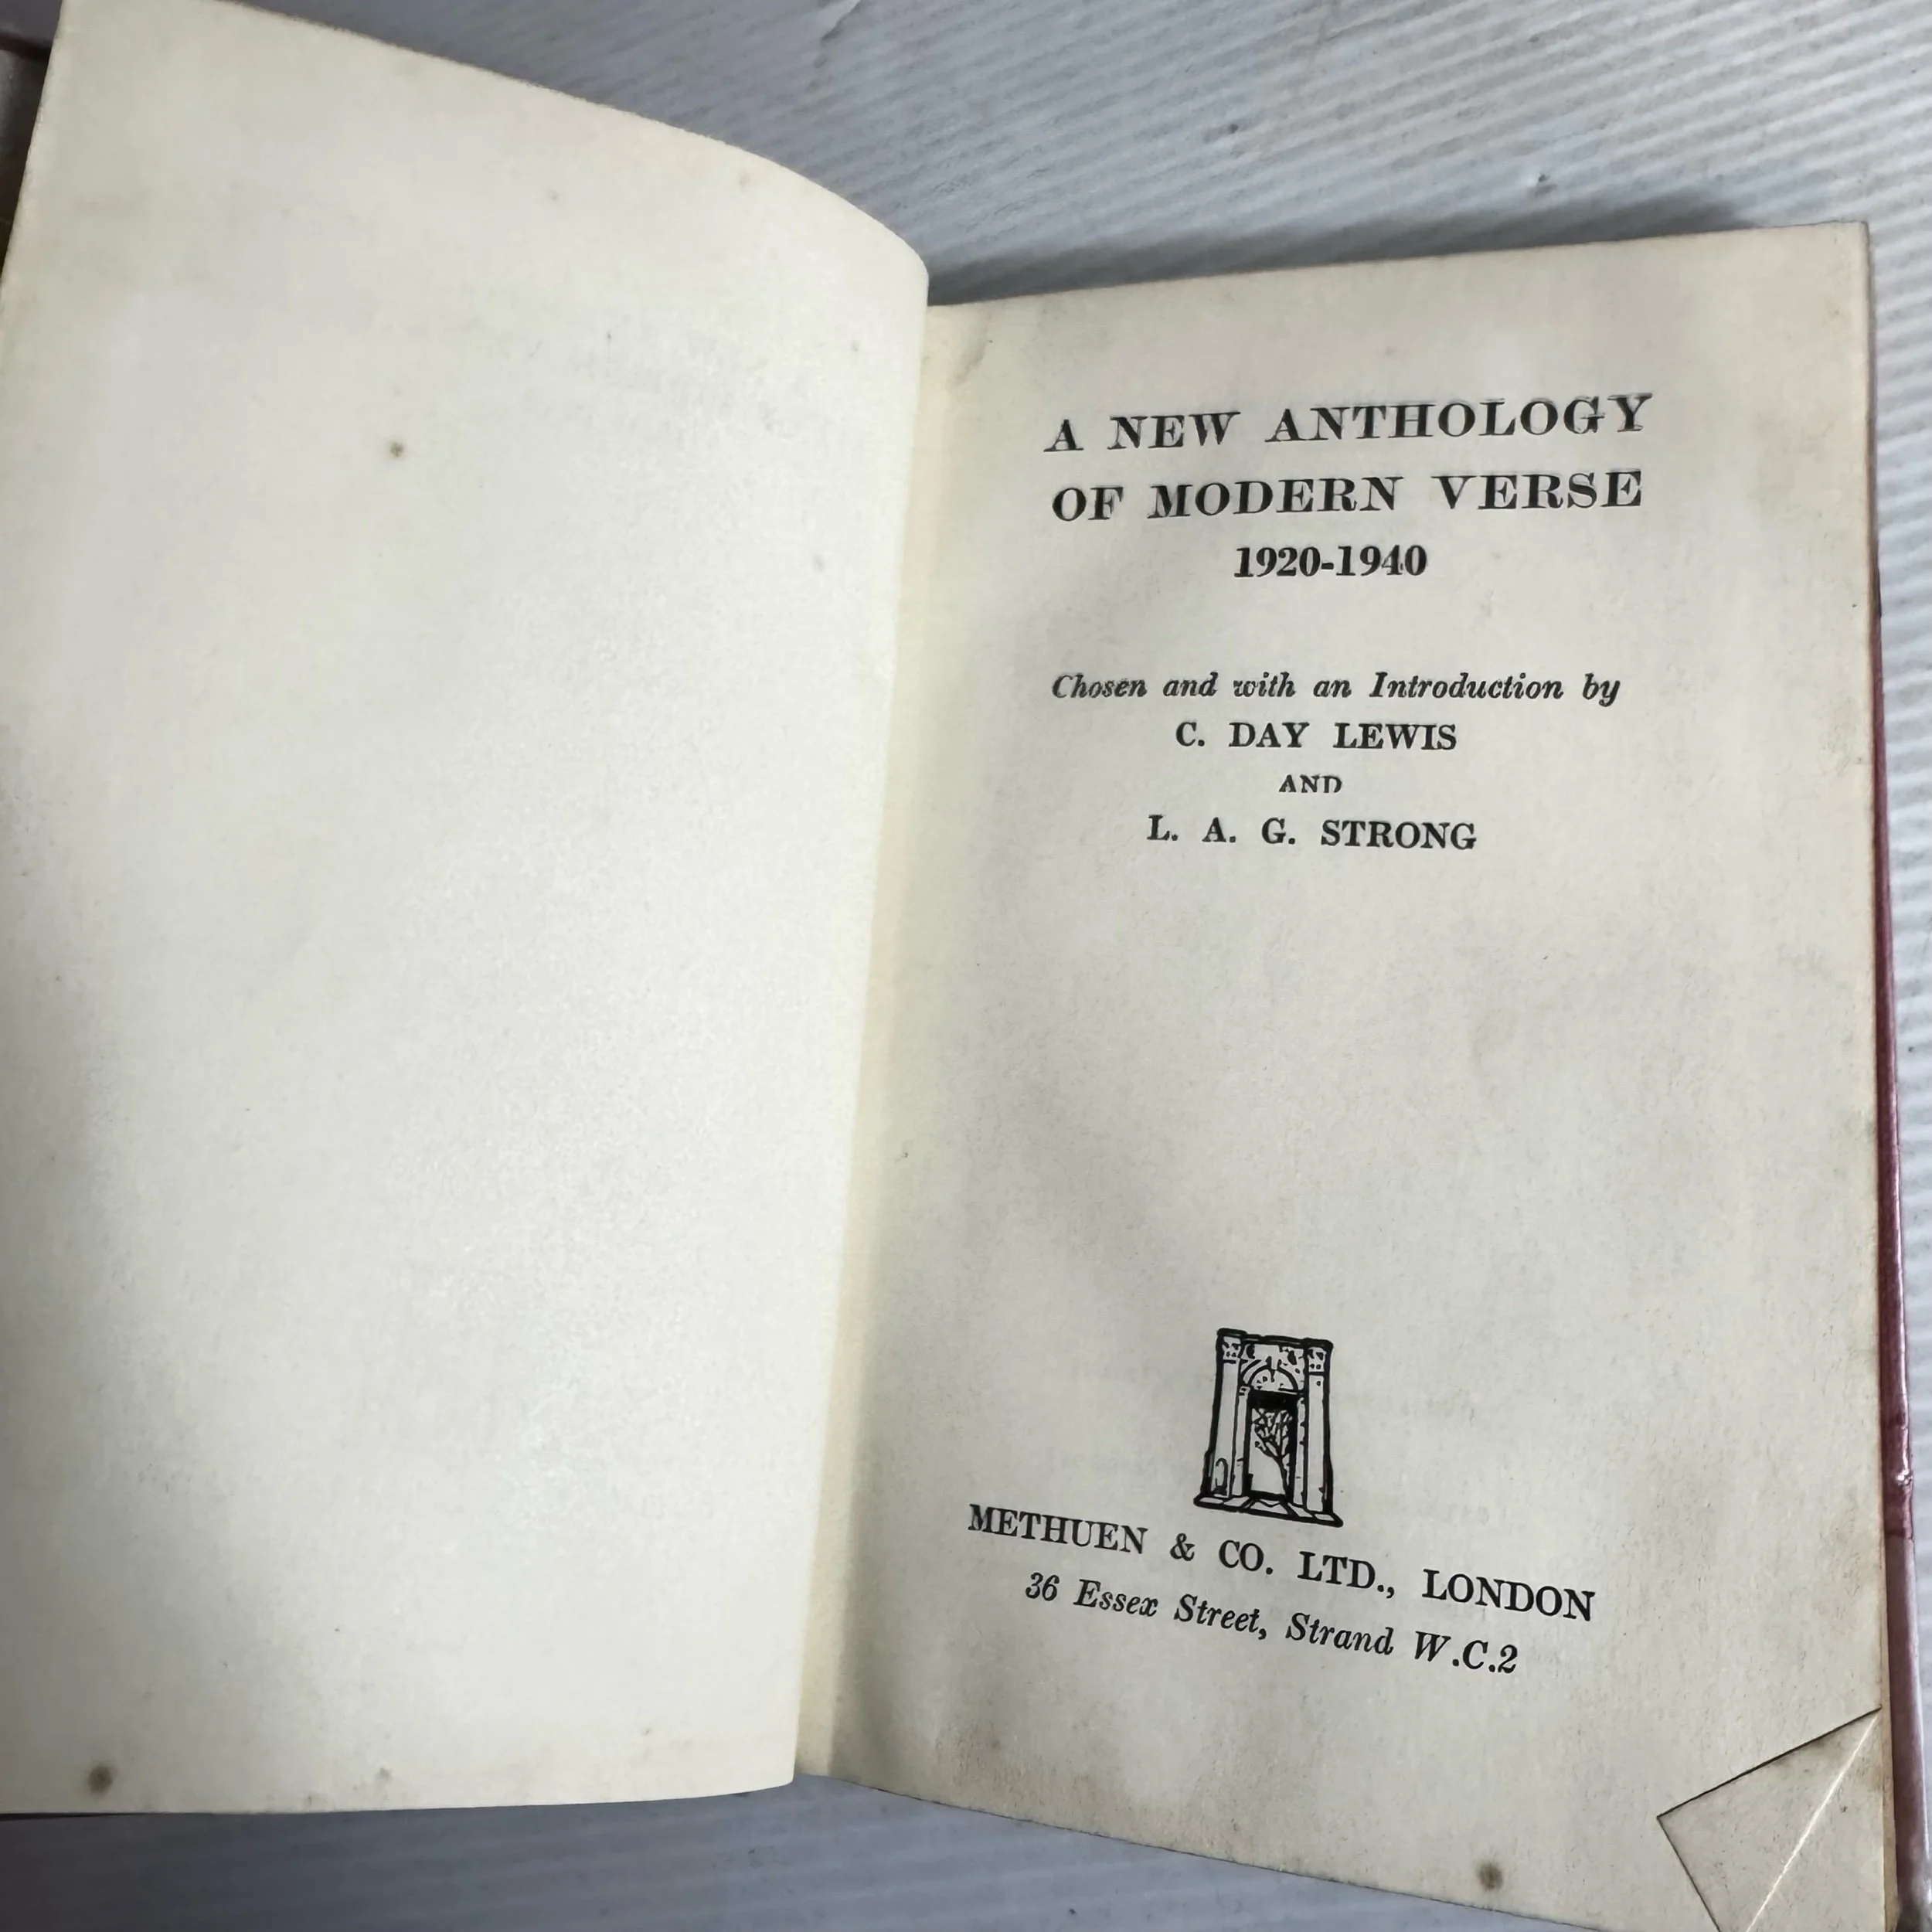 A NEW ANTHOLOGY
OF MODERN VERSE
1920-1940
Chosen and with an Introduction by
C. DAY LEWIS
AND
L. A. G. STRONG
METHUEN & CO. LTD., LONDON
36 Essex Street, Strand W.C.2